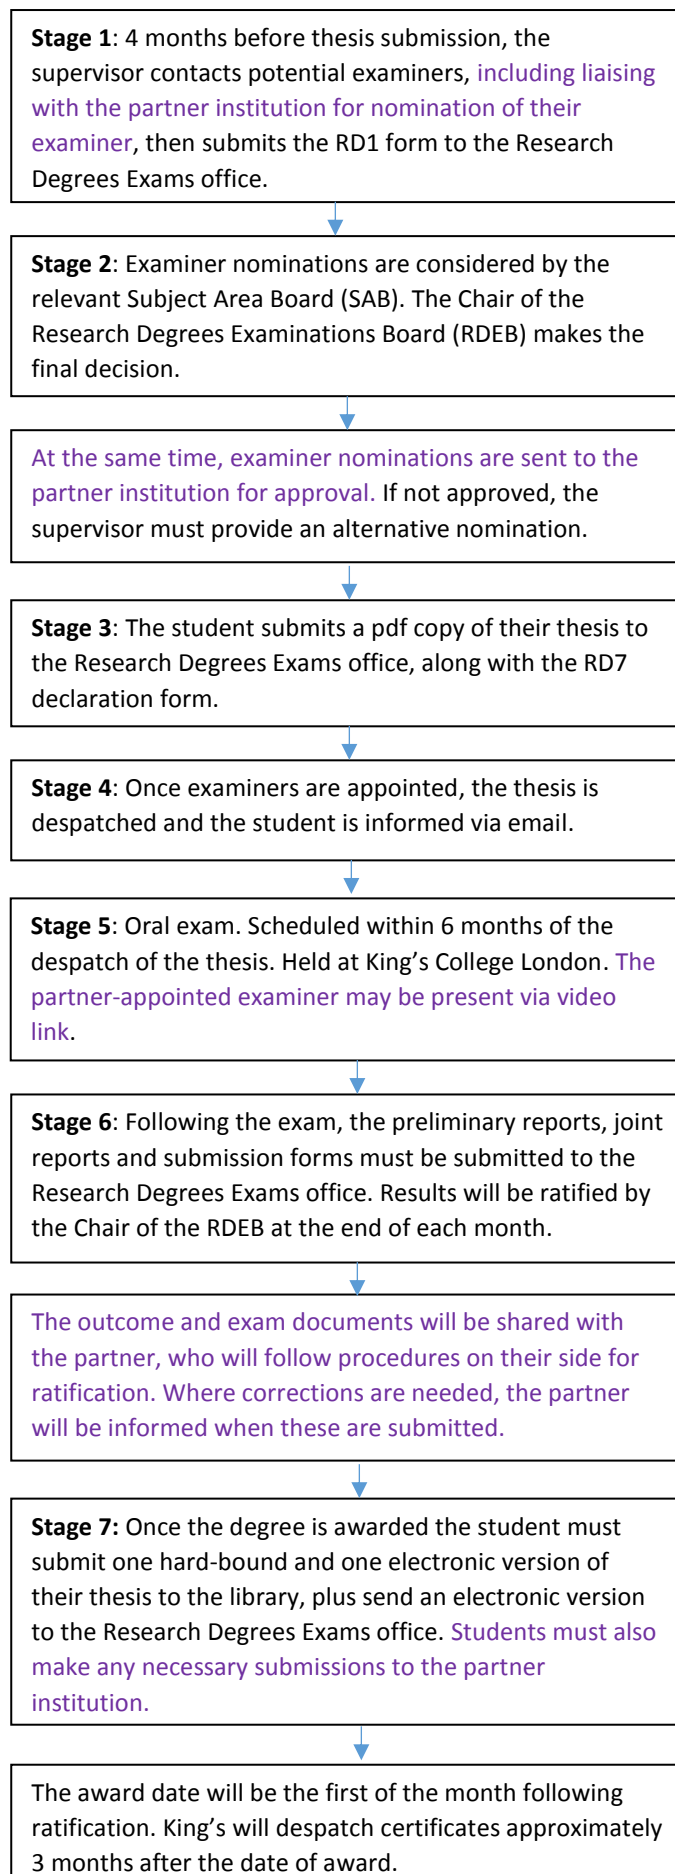 Stage 1: 4 months before thesis submission, the
supervisor contacts potential examiners, including liaising
with the partner institution for nomination of their
examiner, then submits the RD1 form to the Research
Degrees Exams office.
Stage 2: Examiner nominations are considered by the
relevant Subject Area Board (SAB). The Chair of the
Research Degrees Examinations Board (RDEB) makes the
final decision.
At the same time, examiner nominations are sent to the
partner institution for approval. If not approved, the
supervisor must provide an alternative nomination.
Stage 3: The student submits a pdf copy of their thesis to
the Research Degrees Exams office, along with the RD7
declaration form.
Stage 4: Once examiners are appointed, the thesis is
despatched and the student is informed via email.
Stage 5: Oral exam. Scheduled within 6 months of the
despatch of the thesis. Held at King’s College London. The
partner-appointed examiner may be present via video
link.
Stage 6: Following the exam, the preliminary reports, joint
reports and submission forms must be submitted to the
Research Degrees Exams office. Results will be ratified by
the Chair of the RDEB at the end of each month.
The outcome and exam documents will be shared with
the partner, who will follow procedures on their side for
ratification. Where corrections are needed, the partner
will be informed when these are submitted.
Stage 7: Once the degree is awarded the student must
submit one hard-bound and one electronic version of
their thesis to the library, plus send an electronic version
to the Research Degrees Exams office. Students must also
make any necessary submissions to the partner
institution.
The award date will be the first of the month following
ratification. King’s will despatch certificates approximately
3 months after the date of award.